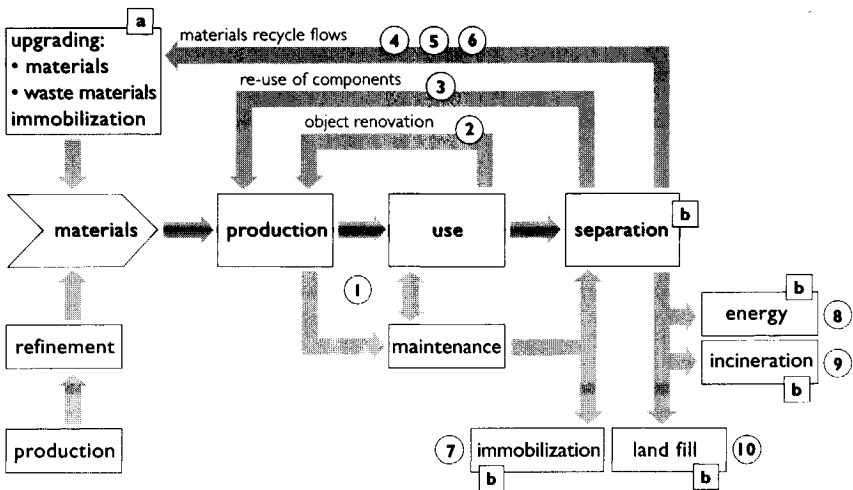 a
upgrading:
• materials
• waste materials
immobilization
materials recycle flows
4 5 6
re-use of components
3
object renovation
2
materials
production
use
separation
b
1
refinement
maintenance
b
energy
8
incineration
9
b
production
7
immobilization
b
land fill
b
10